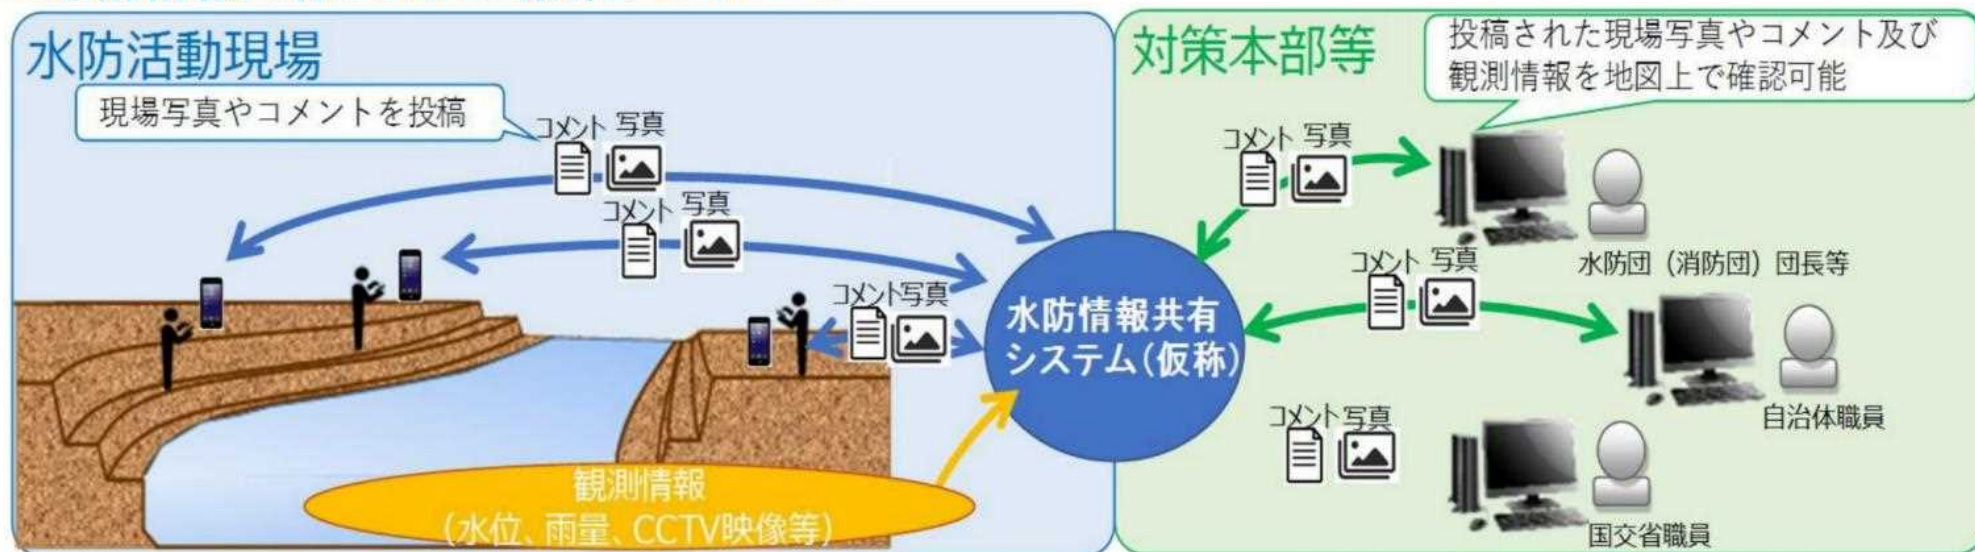 水防活動現場
現場写真やコメントを投稿
コメント 写真
コメント 写真
コメント 写真
水防情報共有
システム(仮称)
観測情報
(水位、雨量、CCTV映像等)
対策本部等
投稿された現場写真やコメント及び
観測情報を地図上で確認可能
コメント 写真
水防団（消防団）団長等
コメント 写真
自治体職員
コメント 写真
国交省職員